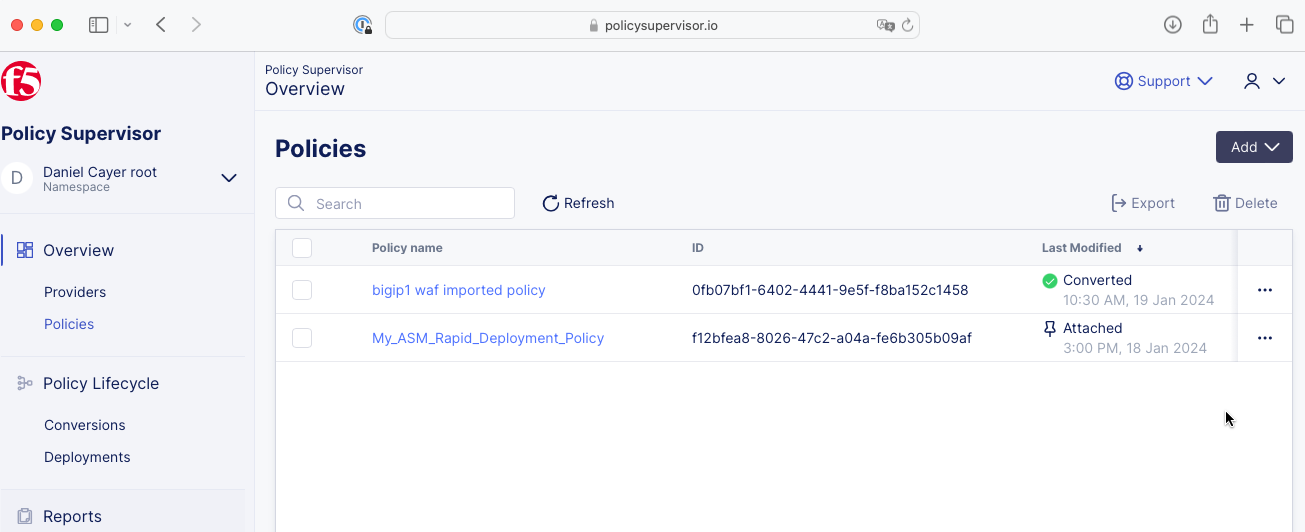 policysupervisor.io
f5
Policy Supervisor
Overview
Support
Policy Supervisor
D
Daniel Cayer root
Namespace
Overview
Providers
Policies
Policy Lifecycle
Conversions
Deployments
Reports
Policies
Add
Search
Refresh
Export
Delete
Policy name ID Last Modified
bigip1 waf imported policy 0fb07bf1-6402-4441-9e5f-f8ba152c1458 Converted
10:30 AM, 19 Jan 2024
My_ASM_Rapid_Deployment_Policy f12bfea8-8026-47c2-a04a-fe6b305b09af Attached
3:00 PM, 18 Jan 2024